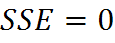 SSE = 0